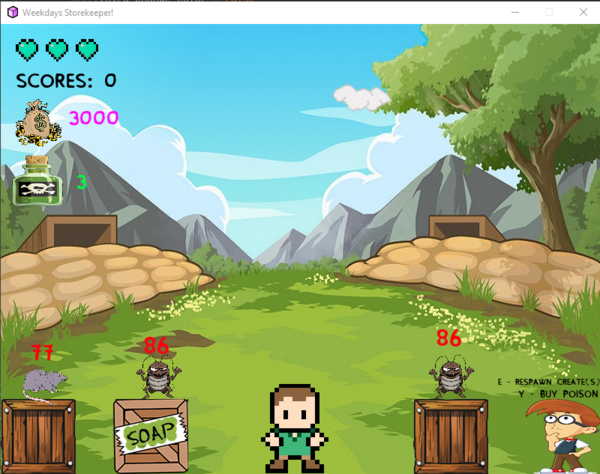 Weekdays Storekeeper!
SCORES: 0
3000
3
77
86
86
E - RESPAWN CREATE(S)
Y - BUY POISON
SOAP